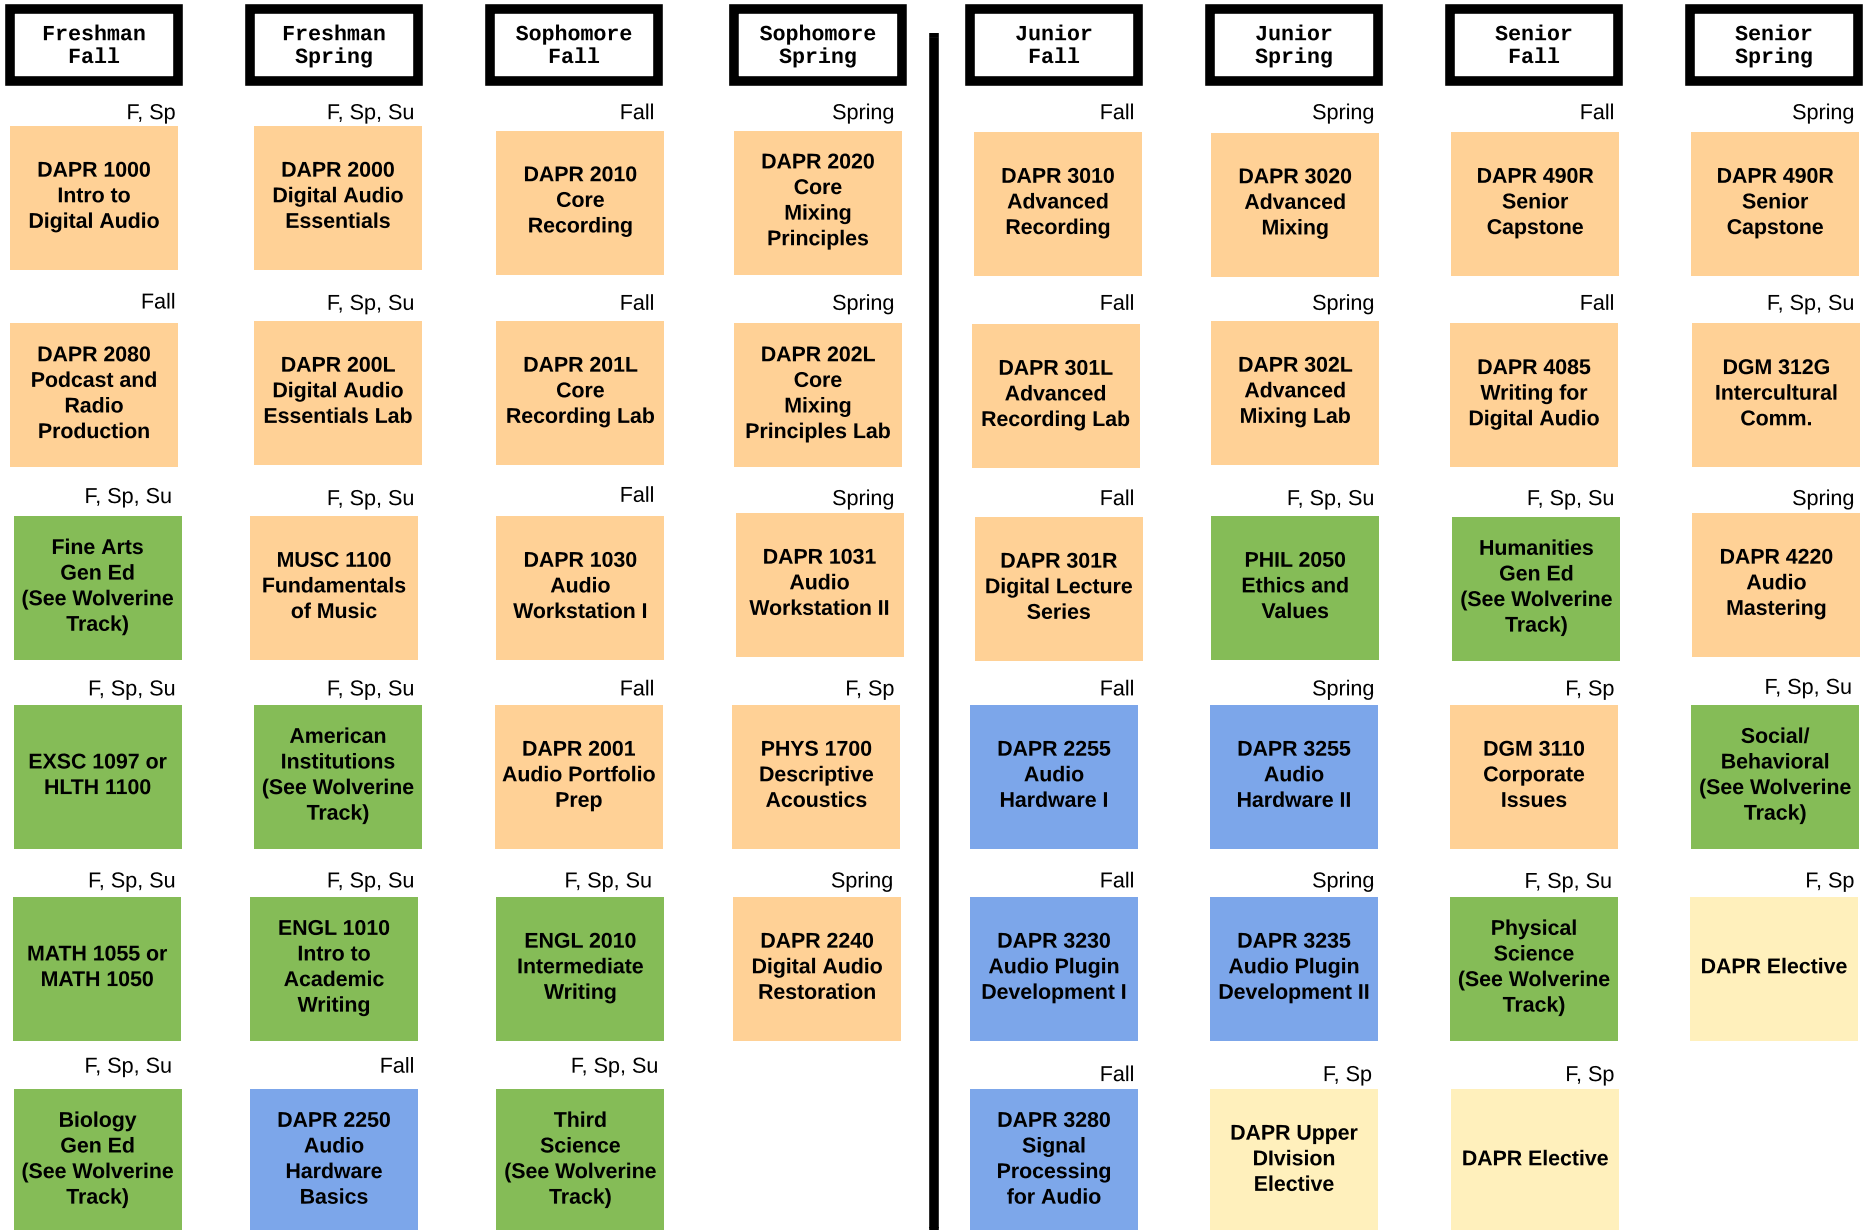 Freshman
Fall
Freshman
Spring
Sophomore
Fall
Sophomore
Spring
Junior
Fall
Junior
Spring
Senior
Fall
Senior
Spring
F, Sp
DAPR 1000
Intro to
Digital Audio
F, Sp, Su
DAPR 2000
Digital Audio
Essentials
Fall
DAPR 2010
Core
Recording
Spring
DAPR 2020
Core
Mixing
Principles
Fall
DAPR 3010
Advanced
Recording
Spring
DAPR 3020
Advanced
Mixing
Fall
DAPR 490R
Senior
Capstone
Spring
DAPR 490R
Senior
Capstone
Fall
DAPR 2080
Podcast and
Radio
Production
F, Sp, Su
DAPR 200L
Digital Audio
Essentials Lab
Fall
DAPR 201L
Core
Recording Lab
Spring
DAPR 202L
Core
Mixing
Principles Lab
Fall
DAPR 301L
Advanced
Recording Lab
Spring
DAPR 302L
Advanced
Mixing Lab
Fall
DAPR 4085
Writing for
Digital Audio
F, Sp, Su
DGM 312G
Intercultural
Comm.
F, Sp, Su
Fine Arts
Gen Ed
(See Wolverine
Track)
F, Sp, Su
MUSC 1100
Fundamentals
of Music
Fall
DAPR 1030
Audio
Workstation I
Spring
DAPR 1031
Audio
Workstation II
Fall
DAPR 301R
Digital Lecture
Series
F, Sp, Su
PHIL 2050
Ethics and
Values
F, Sp, Su
Humanities
Gen Ed
(See Wolverine
Track)
Spring
DAPR 4220
Audio
Mastering
F, Sp, Su
EXSC 1097 or
HLTH 1100
F, Sp, Su
American
Institutions
(See Wolverine
Track)
Fall
DAPR 2001
Audio Portfolio
Prep
F, Sp
PHYS 1700
Descriptive
Acoustics
Fall
DAPR 2255
Audio
Hardware I
Spring
DAPR 3255
Audio
Hardware II
F, Sp
DGM 3110
Corporate
Issues
F, Sp, Su
Social/
Behavioral
(See Wolverine
Track)
F, Sp, Su
MATH 1055 or
MATH 1050
F, Sp, Su
ENGL 1010
Intro to
Academic
Writing
F, Sp, Su
ENGL 2010
Intermediate
Writing
Spring
DAPR 2240
Digital Audio
Restoration
Fall
DAPR 3230
Audio Plugin
Development I
Spring
DAPR 3235
Audio Plugin
Development II
F, Sp, Su
Physical
Science
(See Wolverine
Track)
F, Sp
DAPR Elective
F, Sp, Su
Biology
Gen Ed
(See Wolverine
Track)
Fall
DAPR 2250
Audio
Hardware
Basics
F, Sp, Su
Third
Science
(See Wolverine
Track)
Fall
DAPR 3280
Signal
Processing
for Audio
F, Sp
DAPR Upper
DIvision
Elective
F, Sp
DAPR Elective